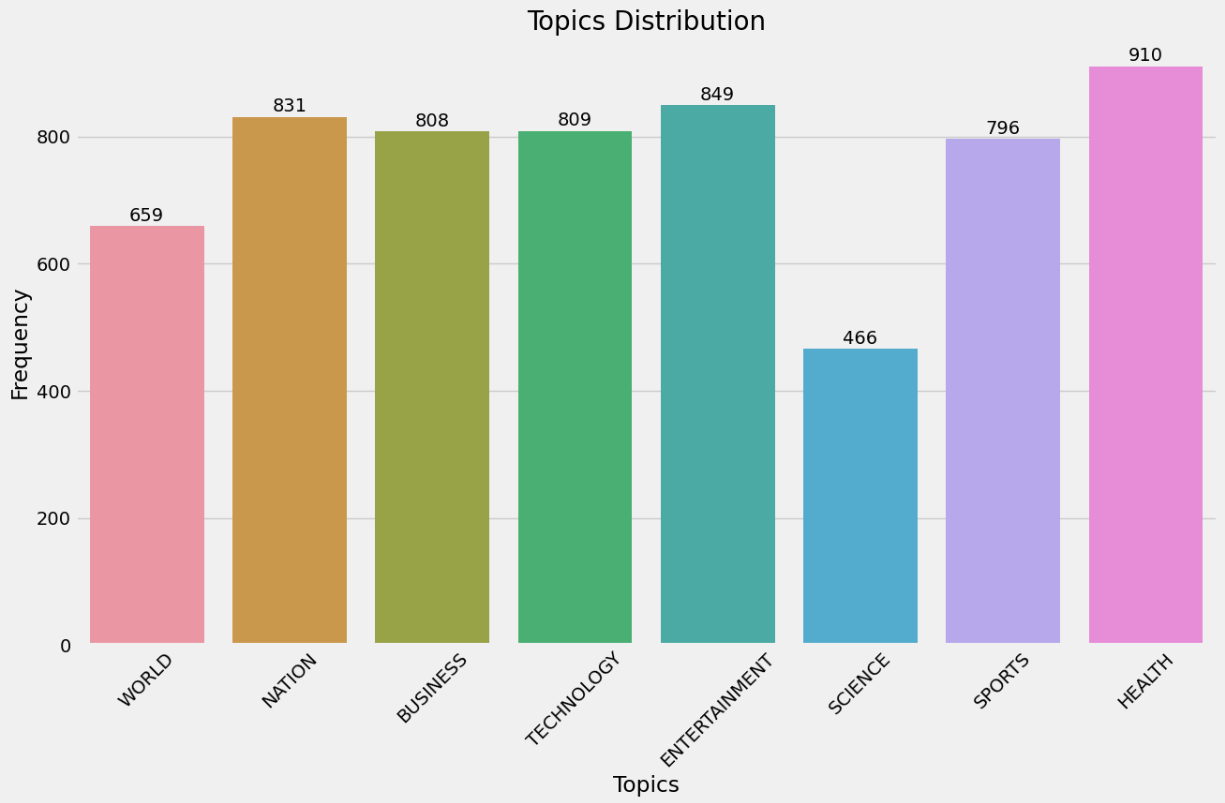 Topics Distribution
910
849
831
808
809
796
800
659
600
466
400
200
0
Frequency
WORLD
NATION
BUSINESS
TECHNOLOGY
ENTERTAINMENT
SCIENCE
SPORTS
HEALTH
Topics